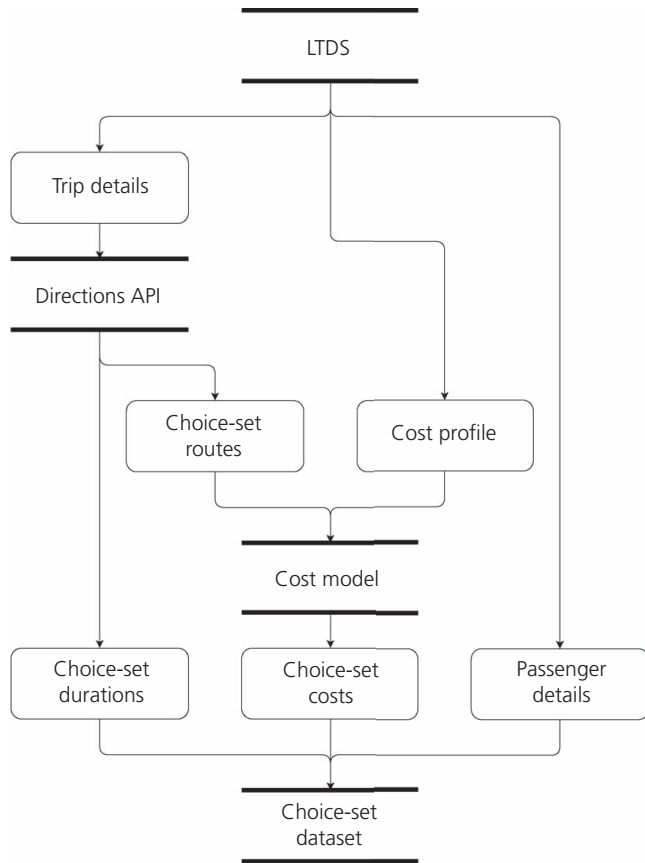 LTDS
Trip details
Directions API
Choice-set
routes
Cost profile
Cost model
Choice-set
durations
Choice-set
costs
Passenger
details
Choice-set
dataset